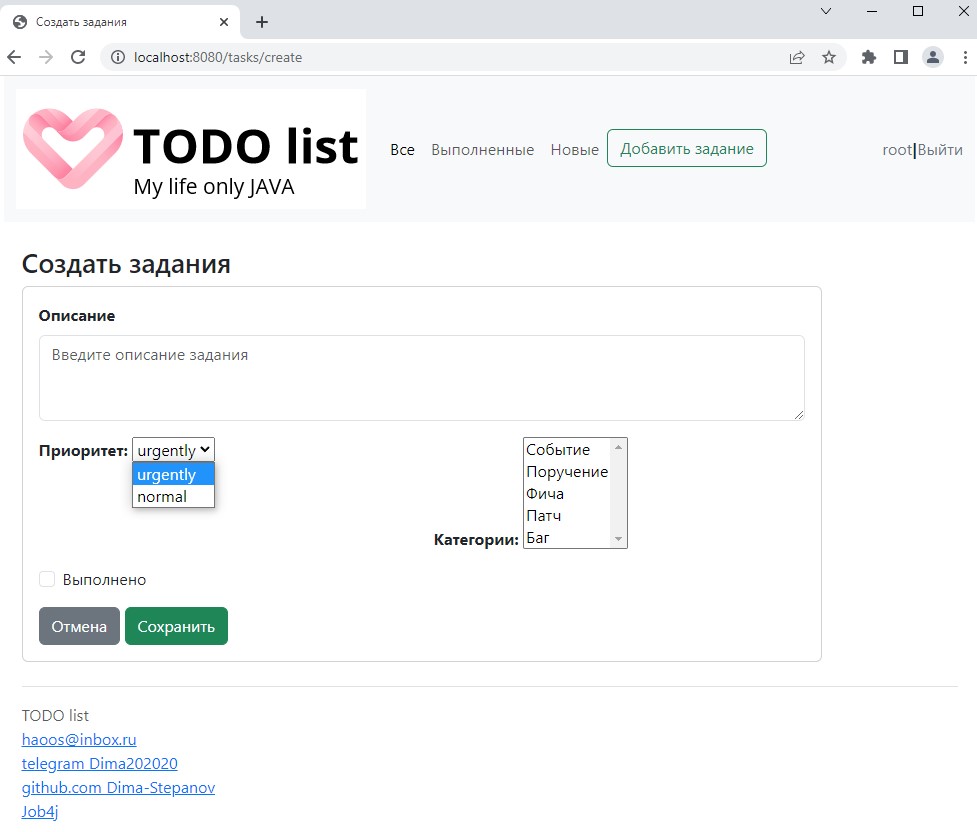 Создать задания
localhost:8080/tasks/create
TODO list
My life only JAVA
Все Выполненные Новые Добавить задание root|Выйти
Создать задания
Описание
Введите описание задания
Приоритет: urgently
urgently
normal
Событие
Поручение
Фича
Патч
Баг
Категории:
Выполнено
Отмена Сохранить
TODO list
haoos@inbox.ru
telegram Dima202020
github.com Dima-Stepanov
Job4j